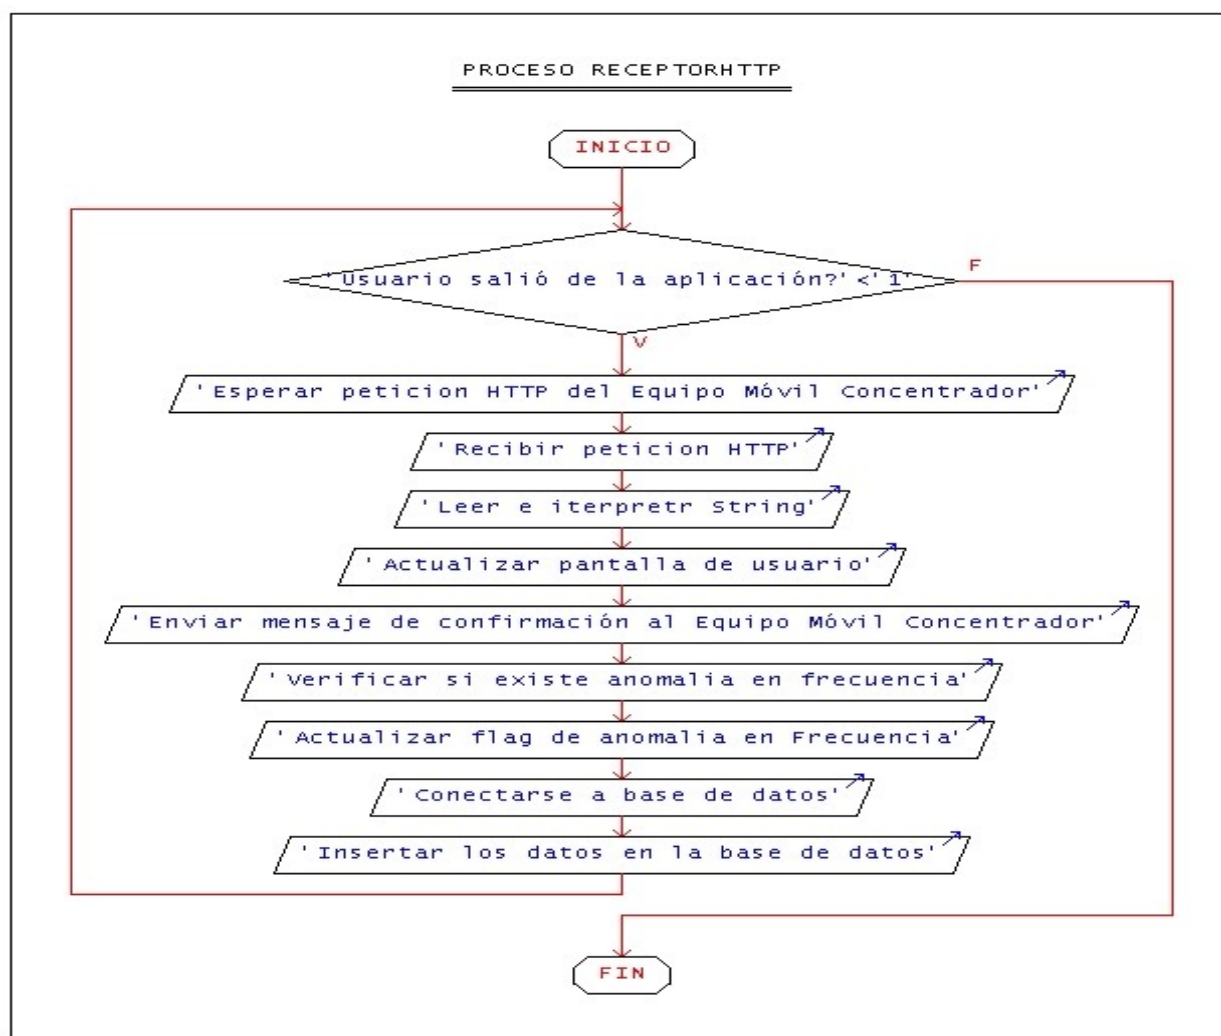 PROCESO RECEPTORHTTP
INICIO
'Usuario salió de la aplicación?'<'1'
F
V
'Esperar peticion HTTP del Equipo Móvil Concentrador'
'Recibir peticion HTTP'
'Leer e iterpretr String'
'Actualizar pantalla de usuario'
'Enviar mensaje de confirmación al Equipo Móvil Concentrador'
'Verificar si existe anomalia en frecuencia'
'Actualizar flag de anomalia en Frecuencia'
'Conectarse a base de datos'
'Insertar los datos en la base de datos'
FIN